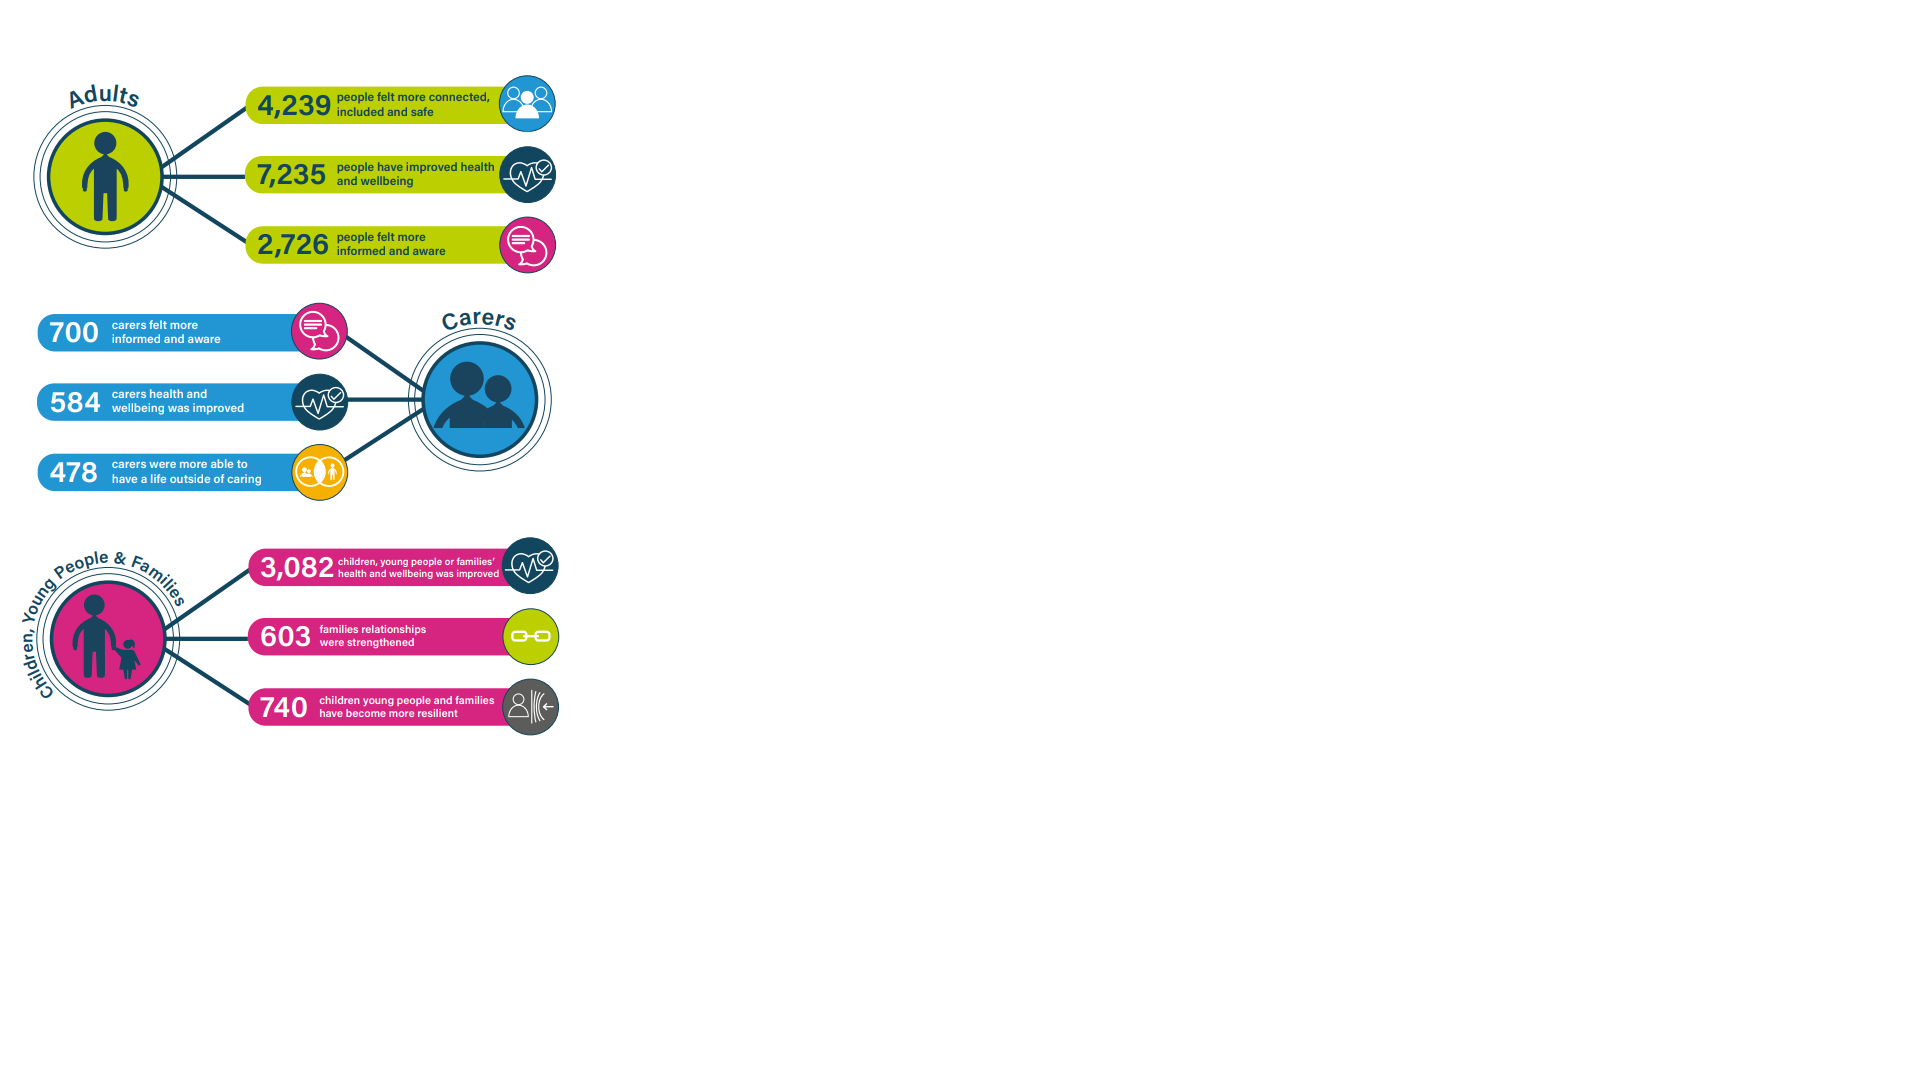 Adults
4,239 people felt more connected,
included and safe
7,235 people have improved health
and wellbeing
2,726 people felt more
informed and aware
Carers
700 carers felt more
informed and aware
584 carers health and
wellbeing was improved
478 carers were more able to
have a life outside of caring
Children, Young People & Families
3,082 children, young people or families’
health and wellbeing was improved
603 families relationships
were strengthened
740 children young people and families
have become more resilient